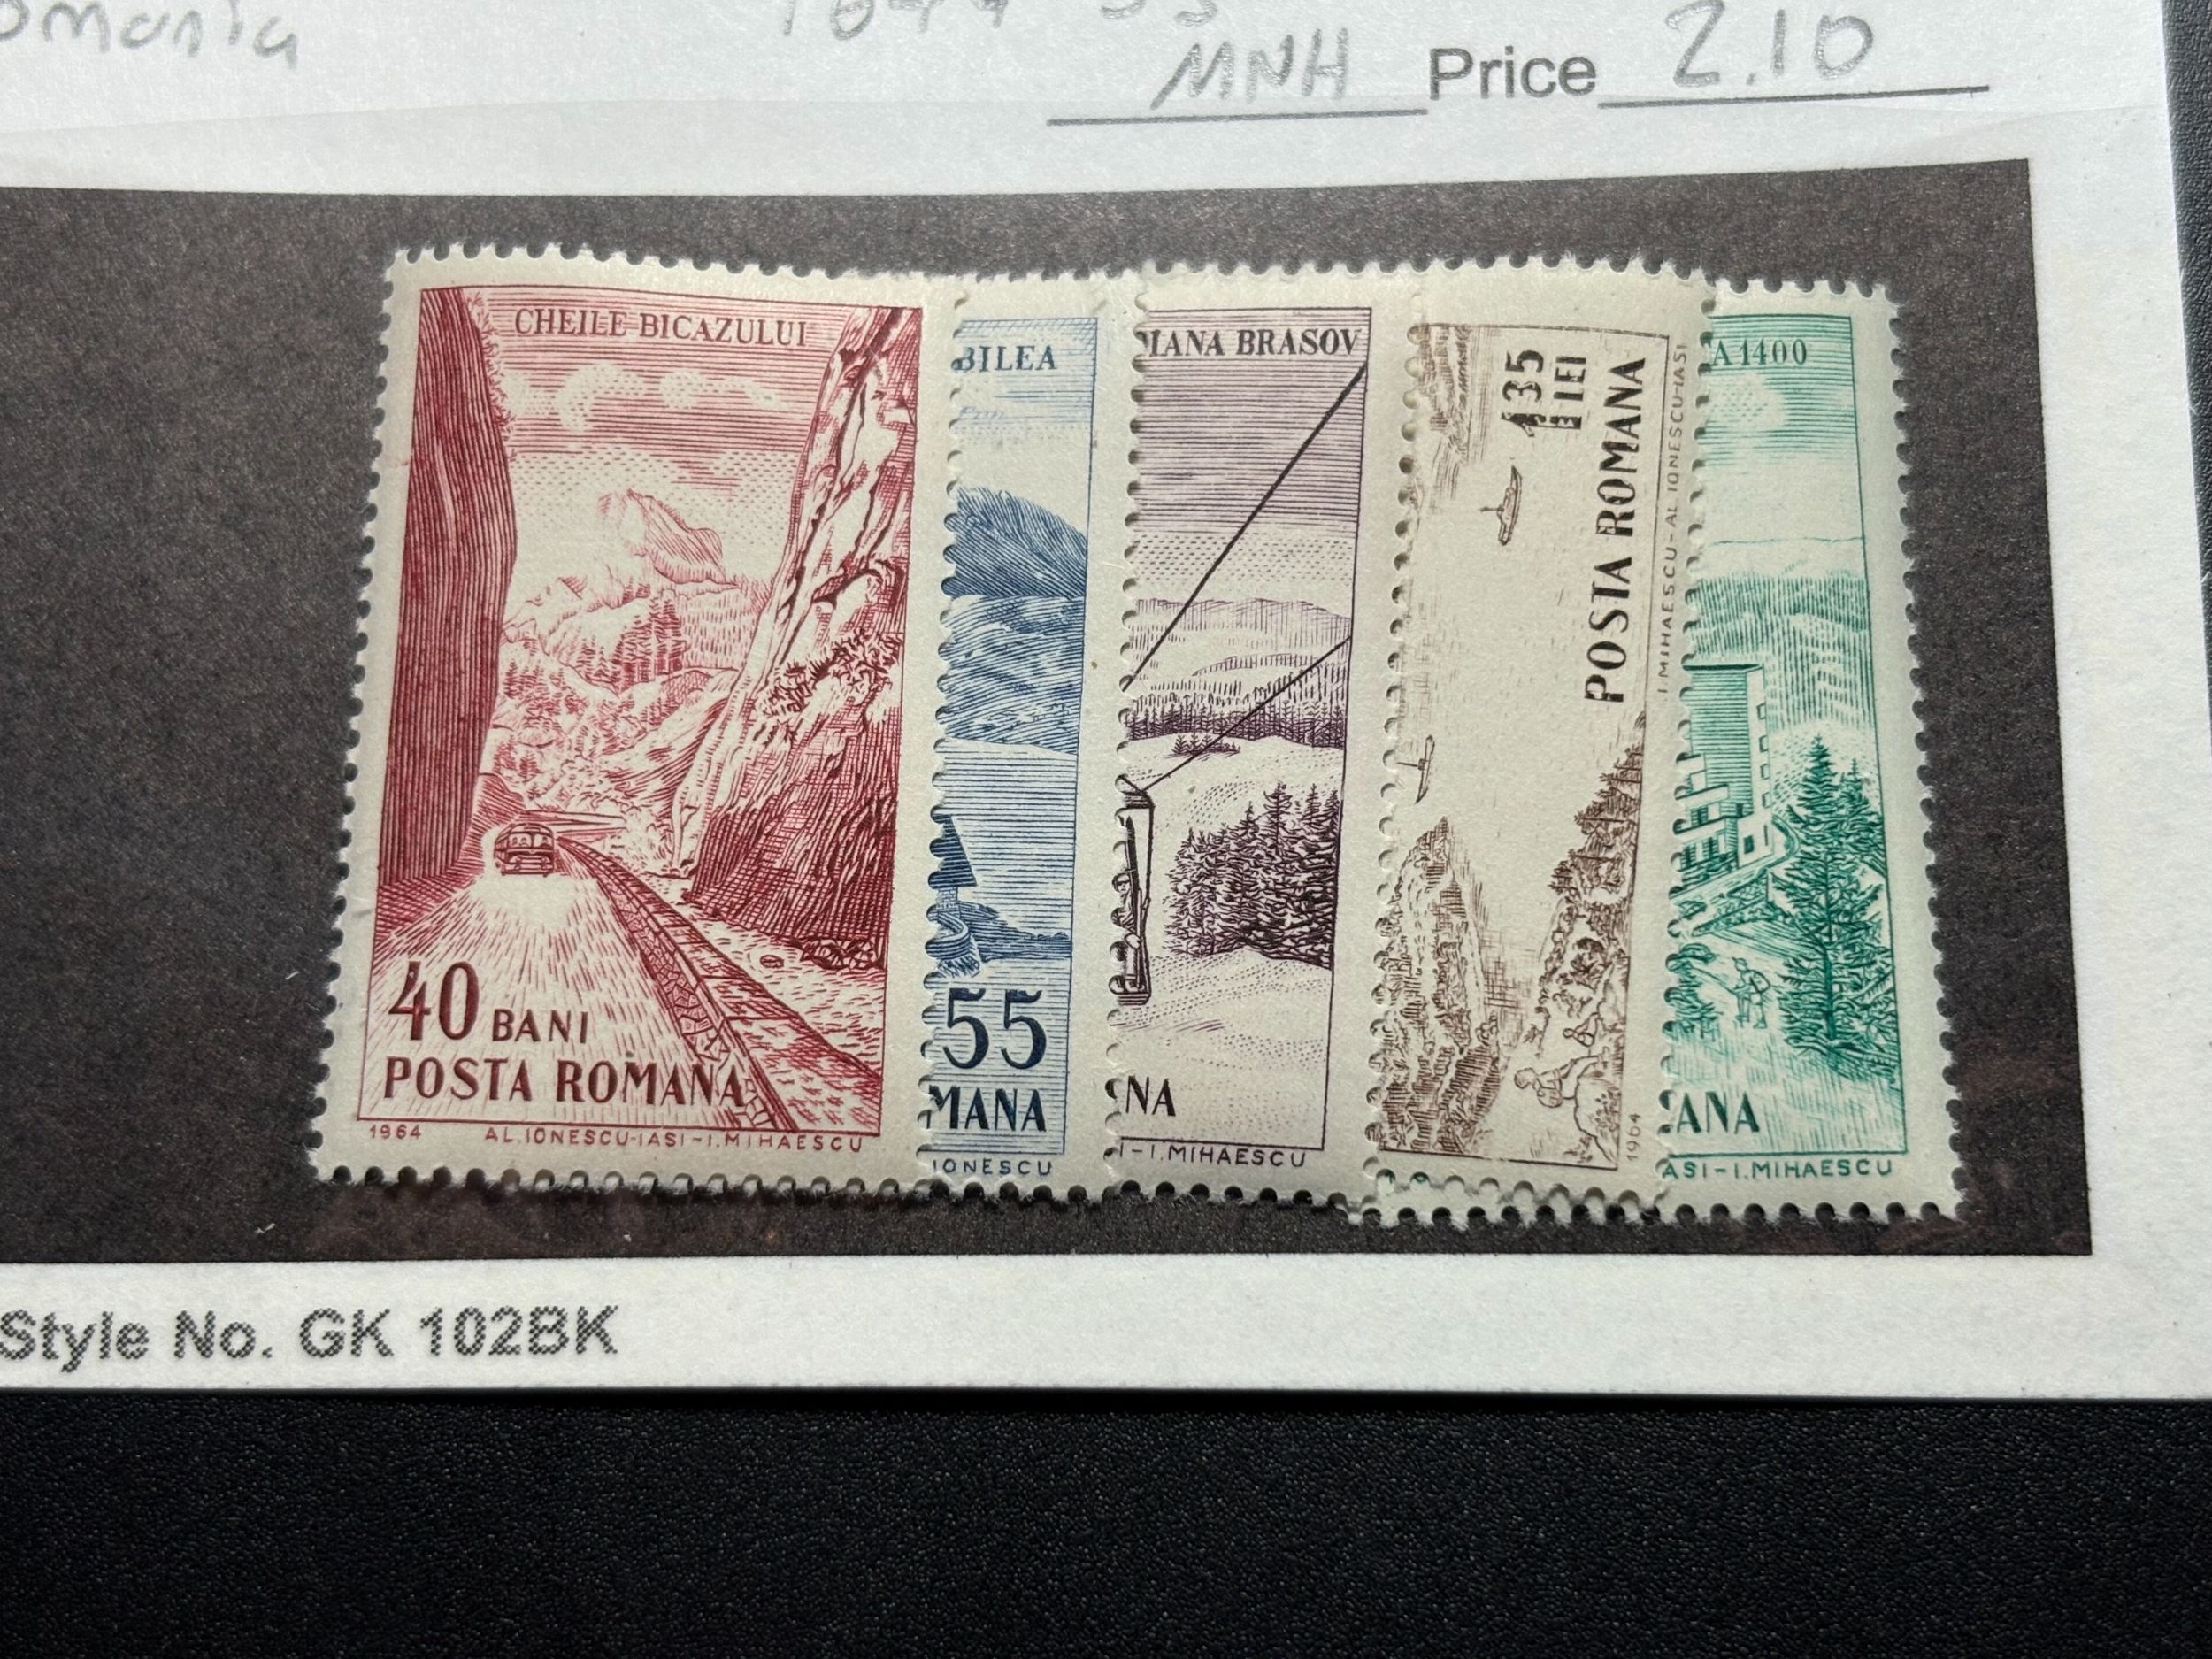 MNH Price 2.10
CHEILE BICAZULUI
40 BANI
POSTA ROMANA
1964 AL.IONESCU-IASI-I.MIHAESCU
BILEA
55
MANA
IONESCU
IANA BRASOV
NA
I-I.MIHAESCU
1 35
LEI
POSTA ROMANA
I MIHAESCU-AL IONESCU-IASI
1964
A 1400
ANA
ASI-I.MIHAESCU
Style No. GK 102BK